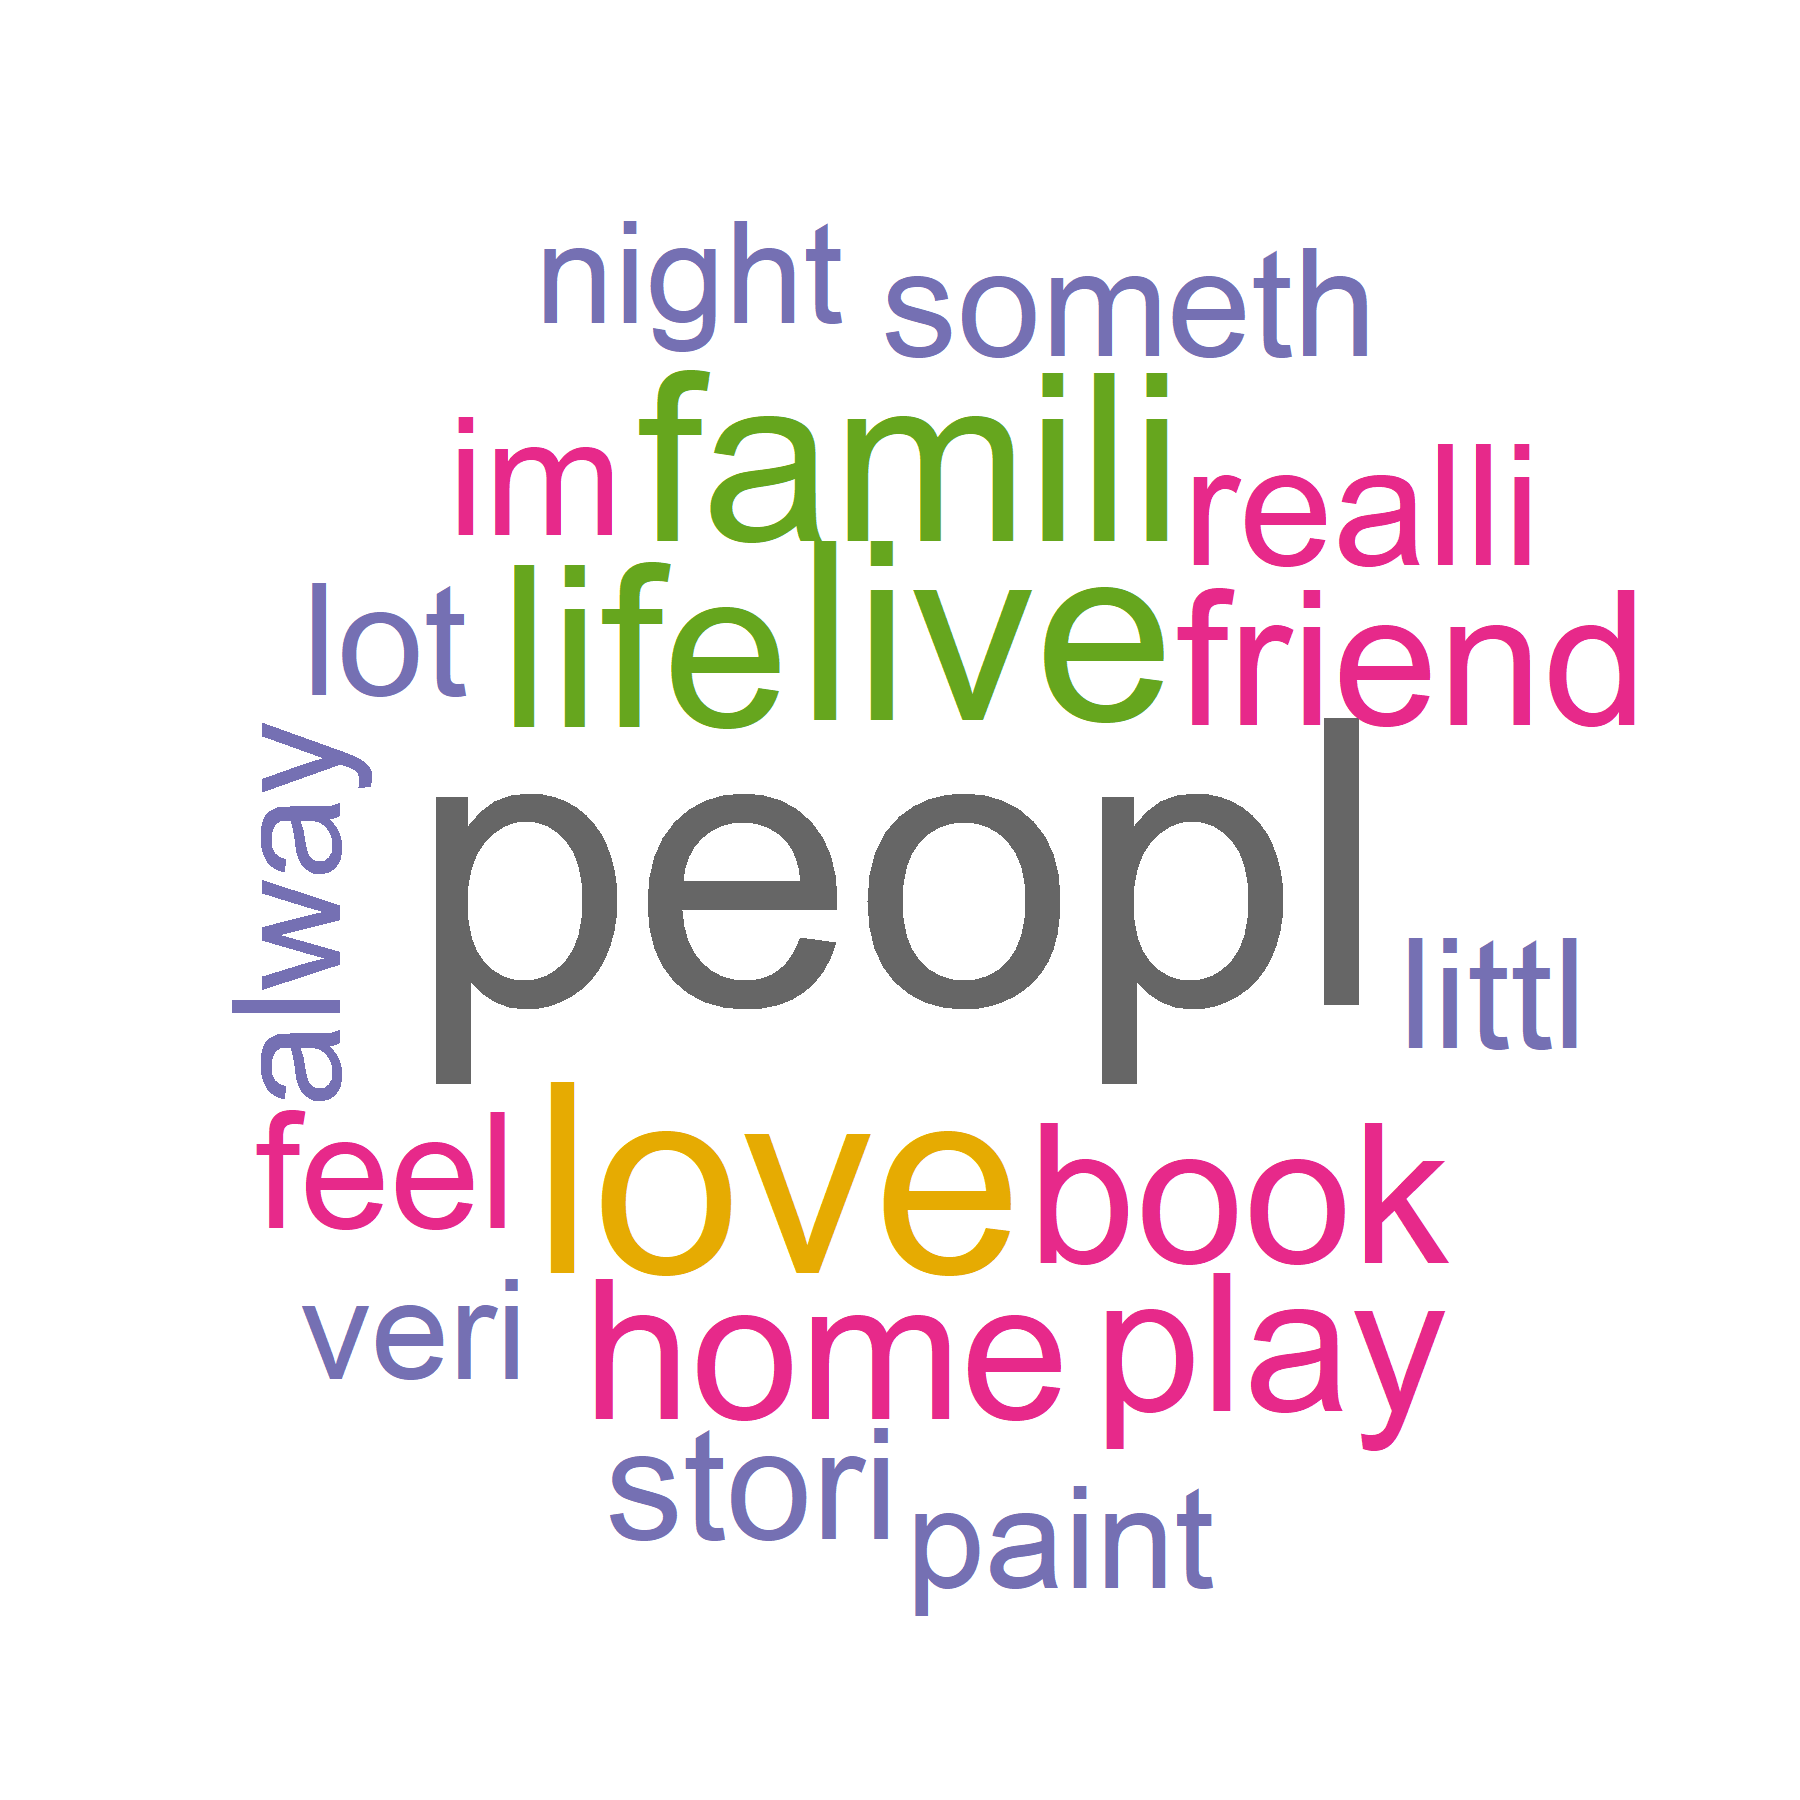 night someth
im famili realli
lot life live friend
alway peopl littl
feel love book
veri home play
stori paint